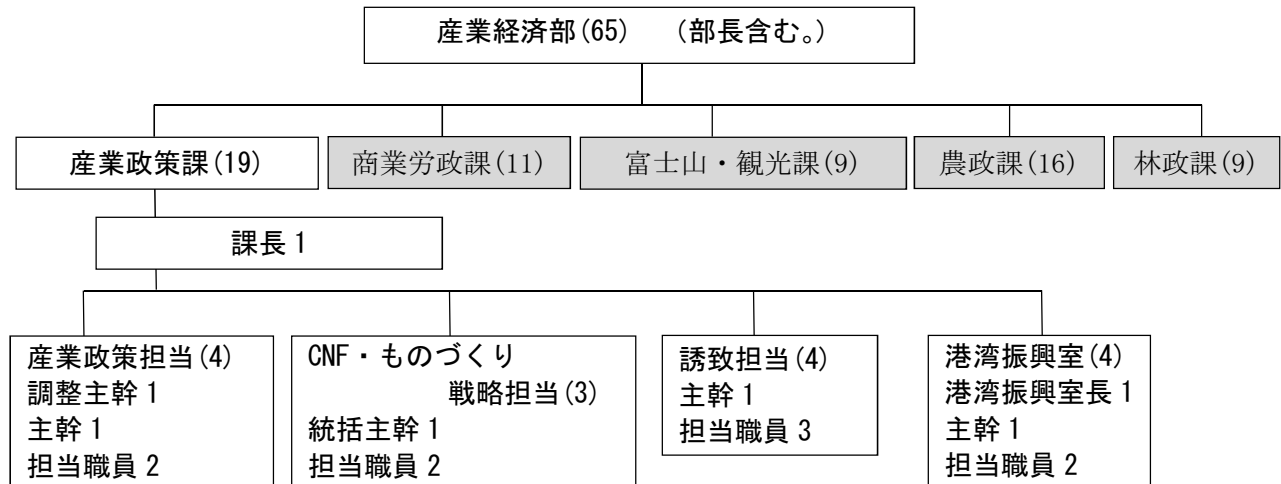 産業経済部(65) (部長含む。)
産業政策課(19)
商業労政課(11)
富士山・観光課(9)
農政課(16)
林政課(9)
課長1
産業政策担当(4)
調整主幹1
主幹1
担当職員2
CNF・ものづくり
戦略担当(3)
統括主幹1
担当職員2
誘致担当(4)
主幹1
担当職員3
港湾振興室(4)
港湾振興室長1
主幹1
担当職員2